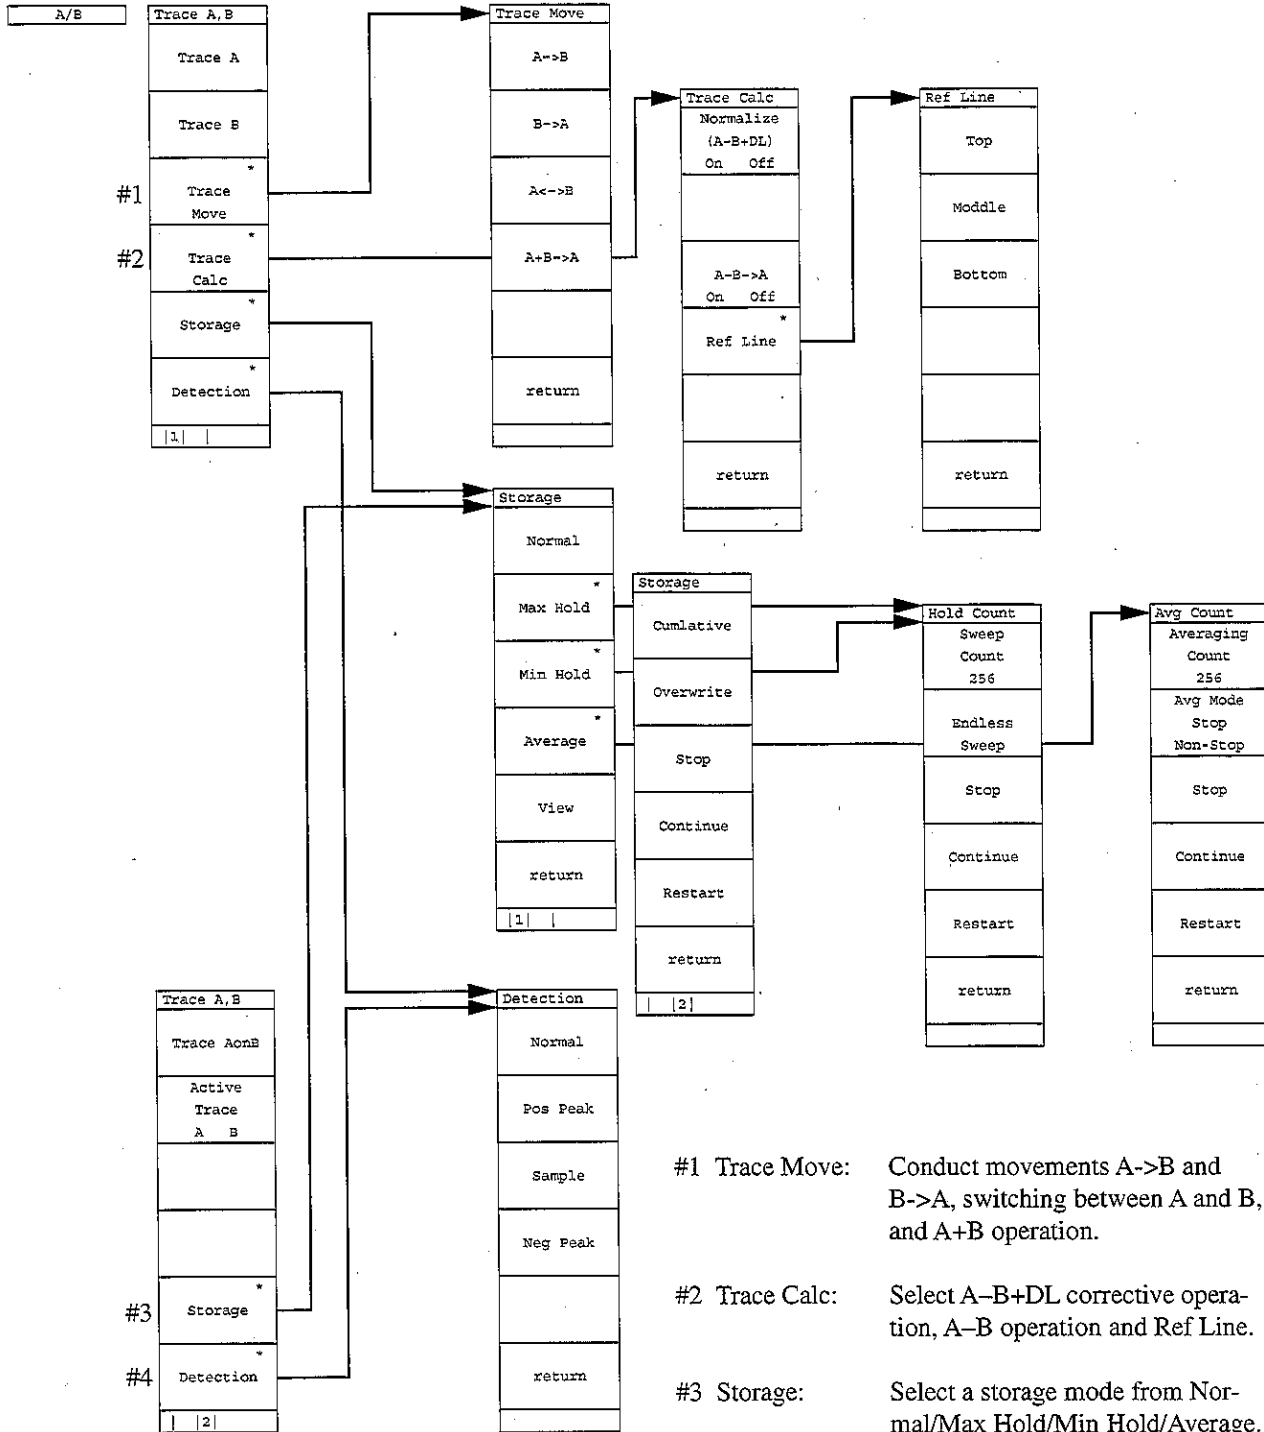 A/B
Trace A,B
Trace A
Trace B
*
#1
Trace
Move
*
#2
Trace
Calc
*
Storage
*
Detection
|1| |
Trace Move
A->B
B->A
A<->B
A+B->A
return
Trace Calc
Normalize
(A-B+DL)
On Off
A-B->A
On Off
*
Ref Line
return
Ref Line
Top
Moddle
Bottom
return
Storage
Normal
*
Max Hold
*
Min Hold
*
Average
View
return
|1| |
Storage
Cumlative
Overwrite
Stop
Continue
Restart
return
| |2|
Hold Count
Sweep
Count
256
Endless
Sweep
Stop
Continue
Restart
return
Avg Count
Averaging
Count
256
Avg Mode
Stop
Non-Stop
Stop
Continue
Restart
return
Trace A,B
Trace AonB
Active
Trace
A B
*
#3 Storage
*
#4 Detection
| |2|
Detection
Normal
Pos Peak
Sample
Neg Peak
return
#1 Trace Move: Conduct movements A->B and
B->A, switching between A and B,
and A+B operation.
#2 Trace Calc: Select A–B+DL corrective opera-
tion, A–B operation and Ref Line.
#3 Storage: Select a storage mode from Nor-
mal/Max Hold/Min Hold/Average.